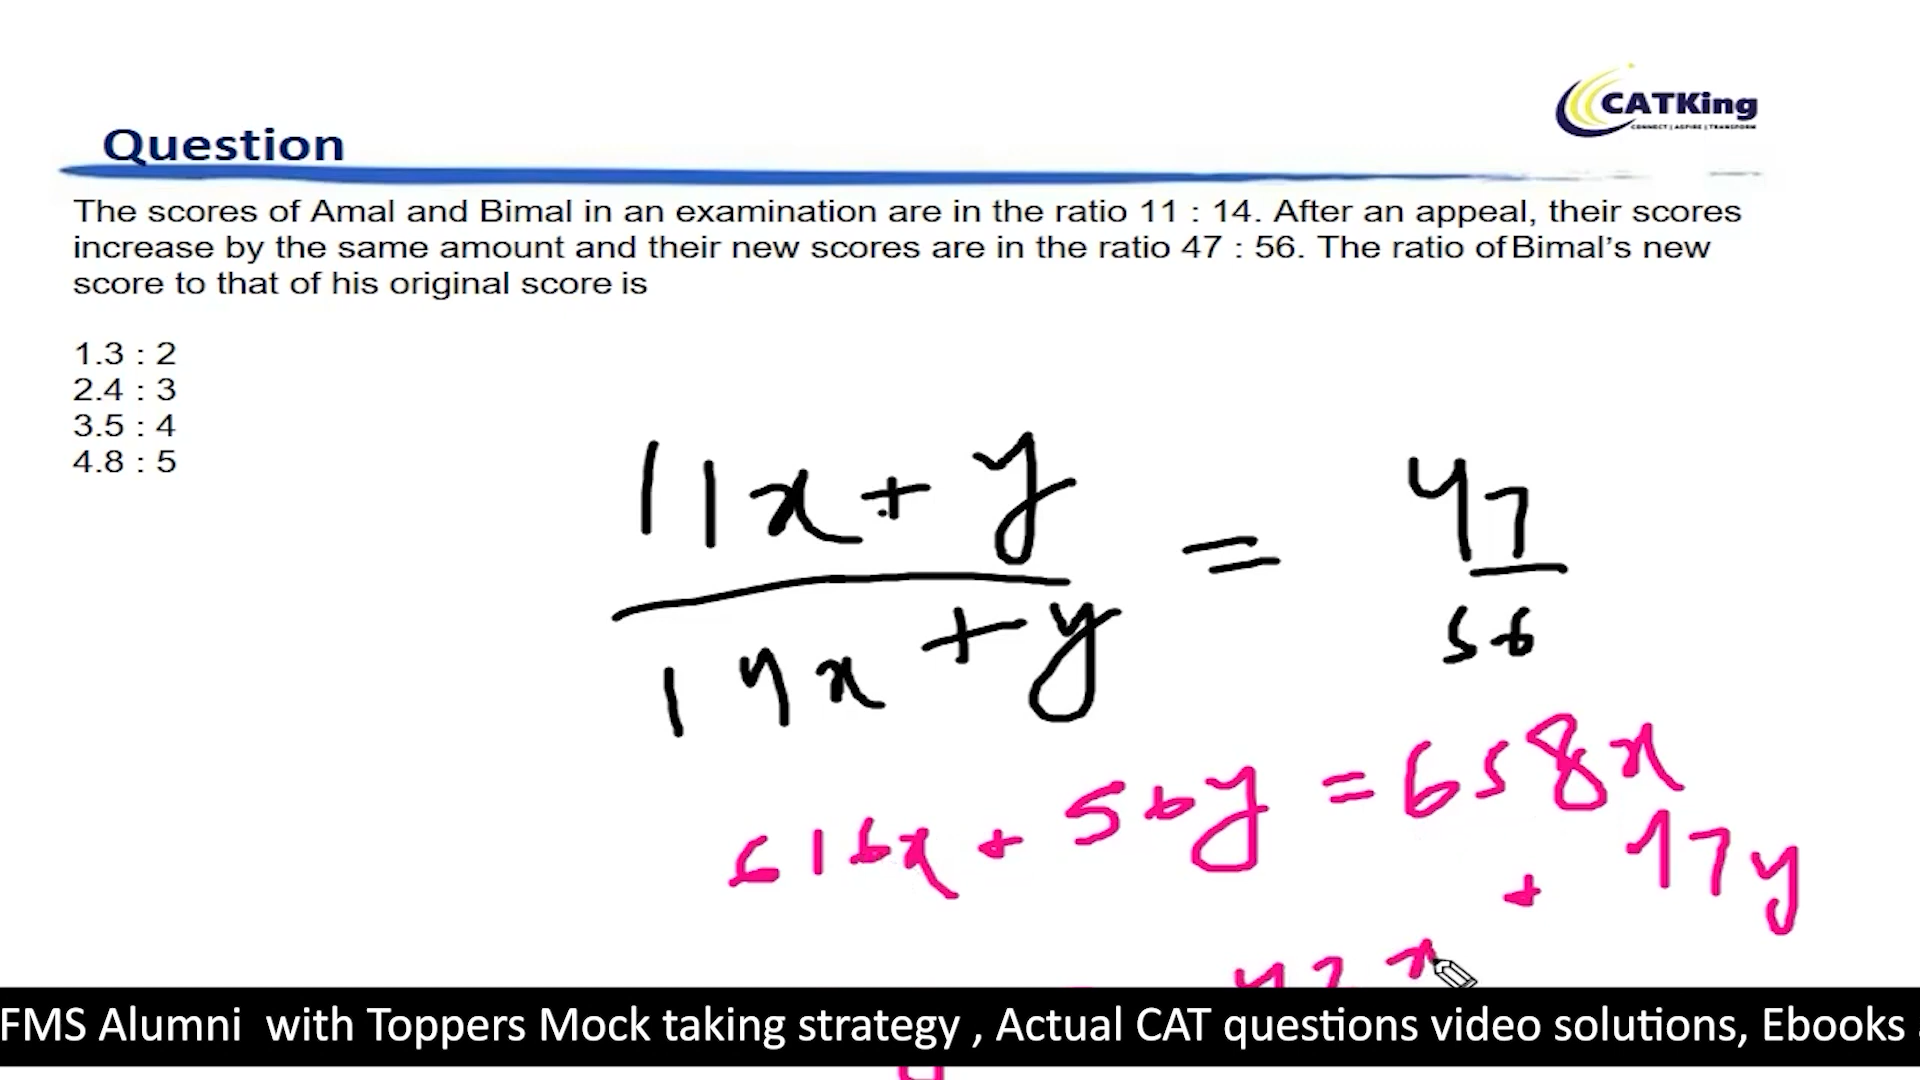 CATKing
CONNECT | ASPIRE | TRANSFORM
Question
The scores of Amal and Bimal in an examination are in the ratio 11 : 14. After an appeal, their scores
increase by the same amount and their new scores are in the ratio 47 : 56. The ratio of Bimal's new
score to that of his original score is
1.3 : 2
2.4 : 3
3.5 : 4
4.8 : 5
11x + y
14x + y
=
47
56
616x + 56y = 658x
+ 47y
42x
FMS Alumni with Toppers Mock taking strategy , Actual CAT questions video solutions, Ebooks